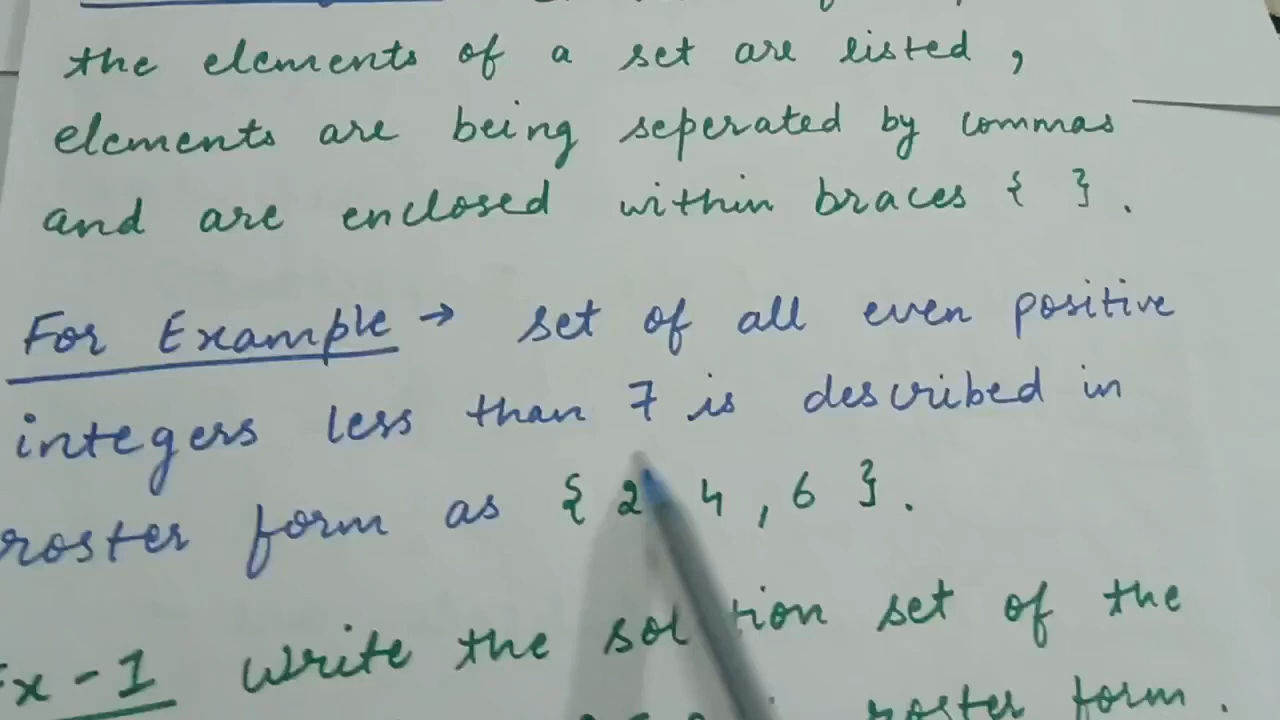 the elements of a set are listed,
elements are being seperated by commas
and are enclosed within braces { }.
For Example → set of all even positive
integers less than 7 is described in
roster form as { 2 4, 6 }.
Ex-1 Write the solution set of the
roster form.